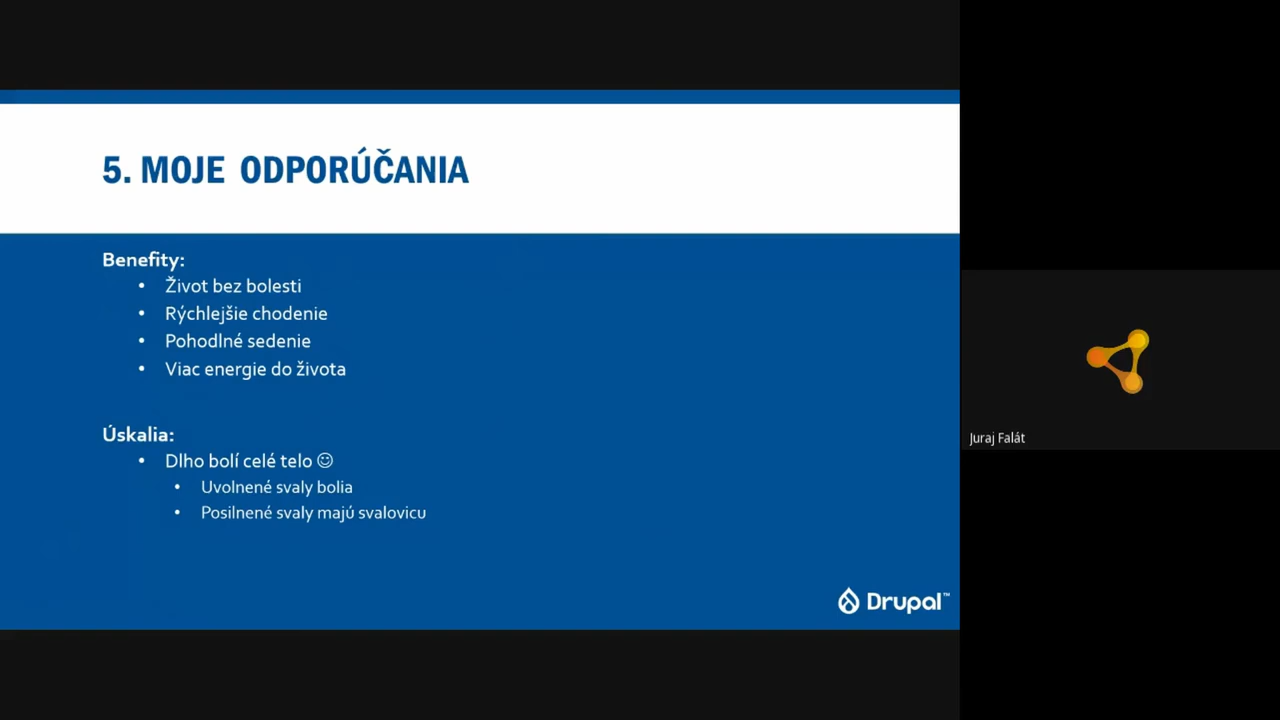 5. MOJE ODPORÚČANIA
Benefity:
• Život bez bolesti
• Rýchlejšie chodenie
• Pohodlné sedenie
• Viac energie do života
Úskalia:
• Dlho bolí celé telo ☺
• Uvolnené svaly bolia
• Posilnené svaly majú svalovicu
Drupal™
Juraj Falát